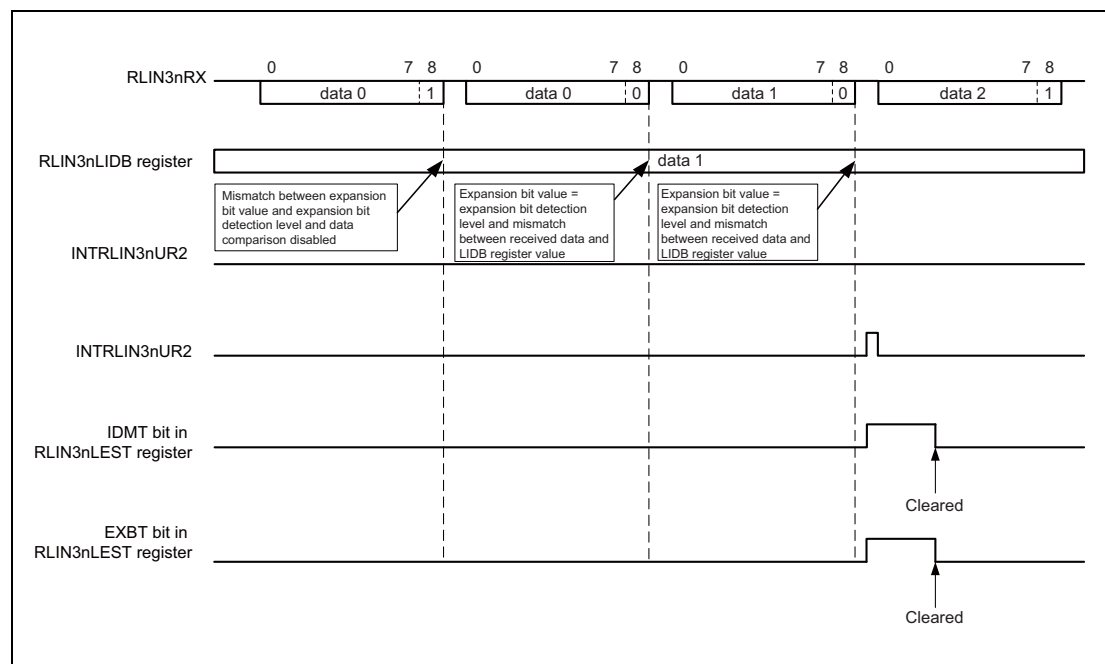 0 7 8 0 7 8 0 7 8 0 7 8
RLIN3nRX
data 0 1 data 0 0 data 1 0 data 2 1
RLIN3nLIDB register
data 1
Mismatch between expansion
bit value and expansion bit
detection level and data
comparison disabled
Expansion bit value =
expansion bit detection
level and mismatch
between received data and
LIDB register value
Expansion bit value =
expansion bit detection
level and mismatch
between received data and
LIDB register value
INTRLIN3nUR2
INTRLIN3nUR2
IDMT bit in
RLIN3nLEST register
Cleared
EXBT bit in
RLIN3nLEST register
Cleared